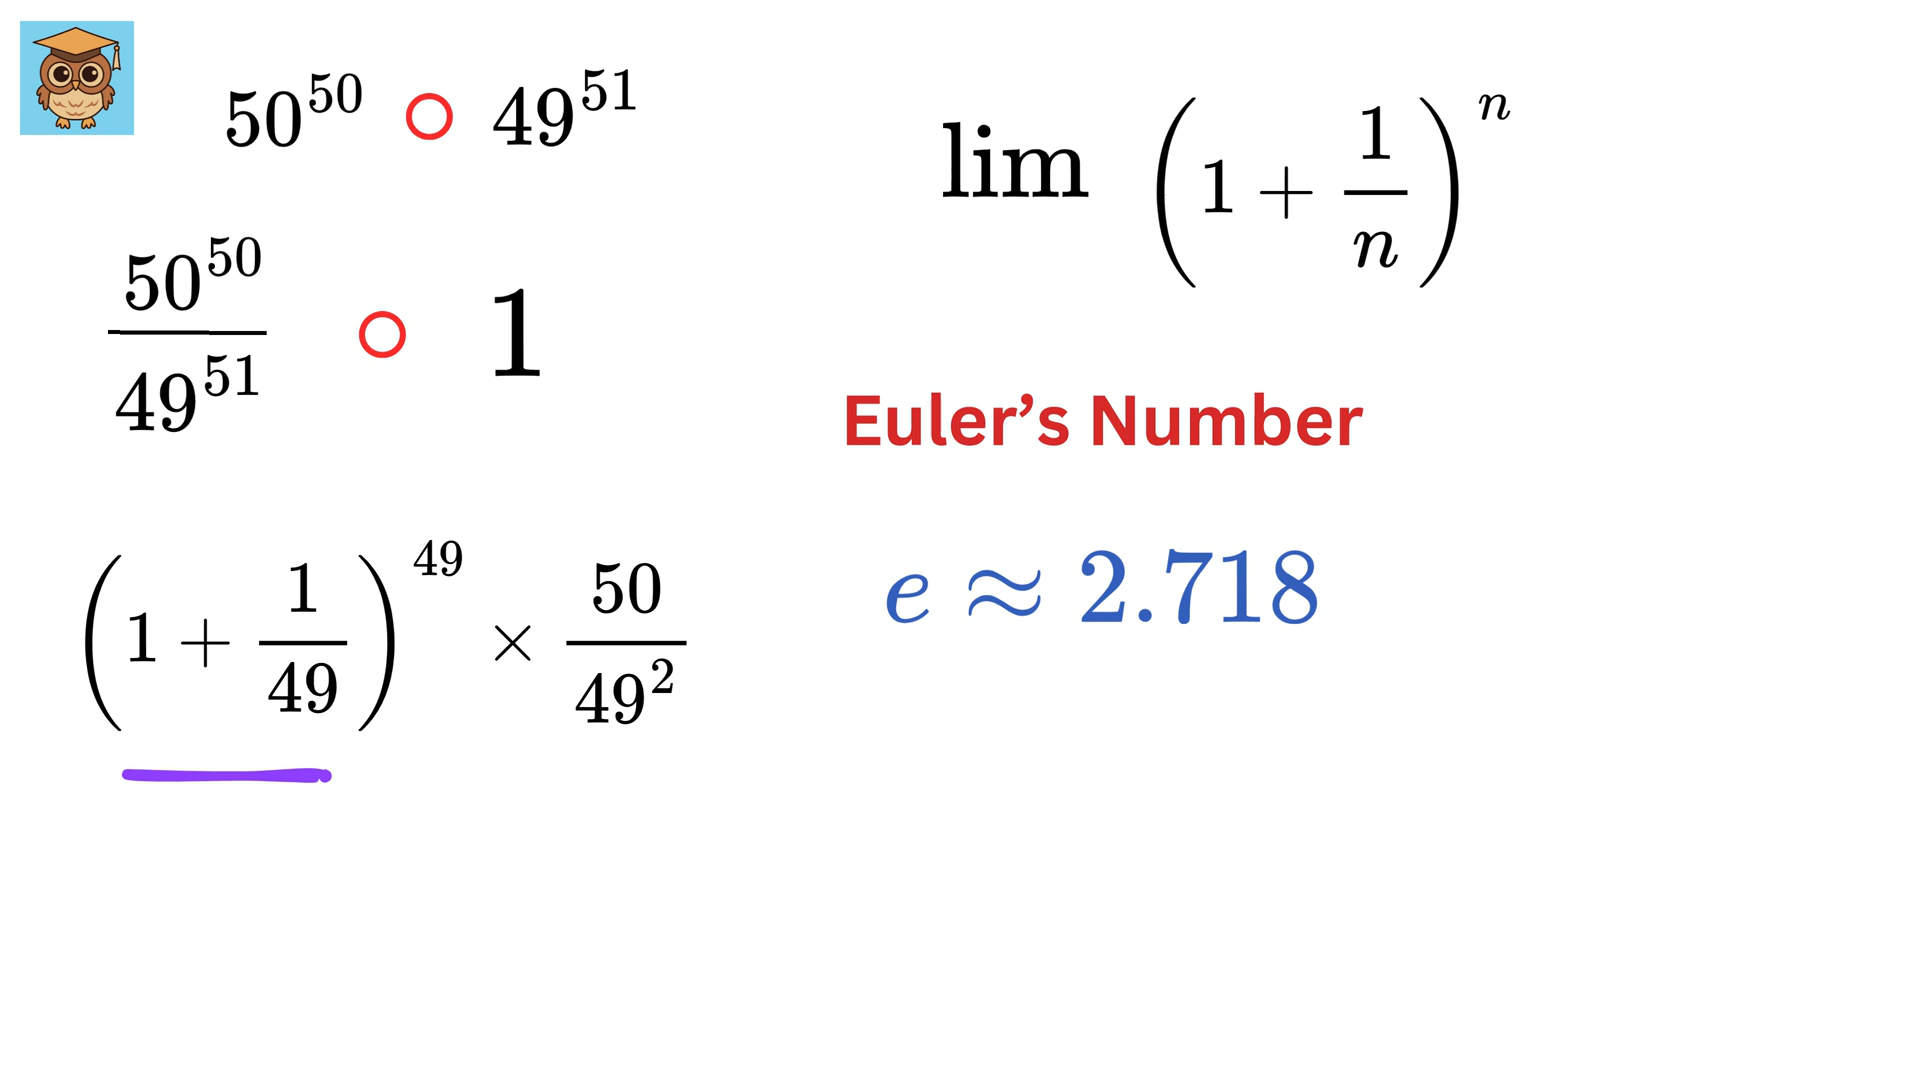 50^50 ○ 49^51
50^50 / 49^51 ○ 1
(1 + 1/49)^49 × 50/49^2
lim (1 + 1/n)^n
Euler’s Number
e ≈ 2.718